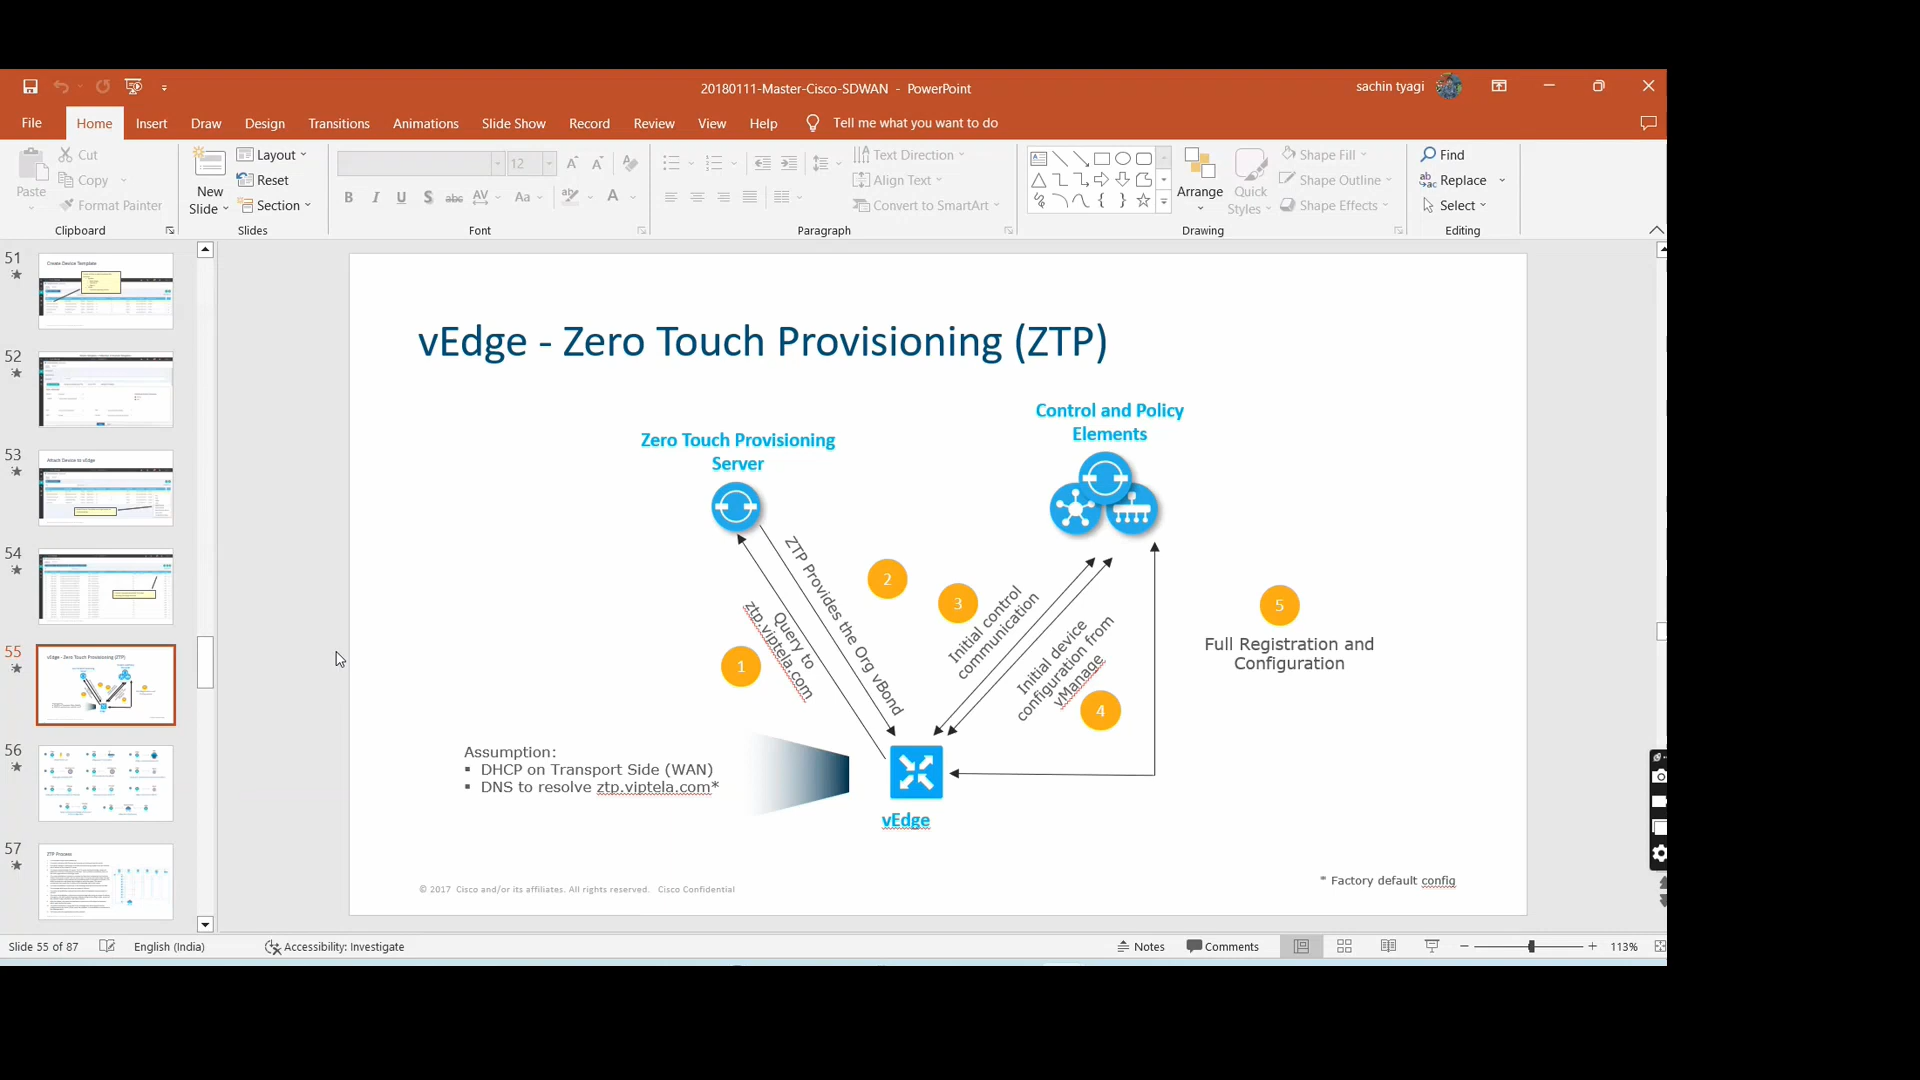 20180111-Master-Cisco-SDWAN - PowerPoint
sachin tyagi
File
Home
Insert
Draw
Design
Transitions
Animations
Slide Show
Record
Review
View
Help
Tell me what you want to do
Paste
Cut
Copy
Format Painter
Clipboard
New
Slide
Layout
Reset
Section
Slides
12
Font
Text Direction
Align Text
Convert to SmartArt
Paragraph
Arrange
Quick
Styles
Shape Fill
Shape Outline
Shape Effects
Drawing
Find
Replace
Select
Editing
51
Create Device Template
52
53
Attach Device to vEdge
54
55
vEdge - Zero Touch Provisioning (ZTP)
56
57
ZTP Process
vEdge - Zero Touch Provisioning (ZTP)
Zero Touch Provisioning
Server
Control and Policy
Elements
ZTP Provides the Org vBond
Query to
ztp.viptela.com
1
2
3
Initial control
communication
Initial device
configuration from
vManage
4
5
Full Registration and
Configuration
Assumption:
▪ DHCP on Transport Side (WAN)
▪ DNS to resolve ztp.viptela.com*
vEdge
* Factory default config
© 2017 Cisco and/or its affiliates. All rights reserved. Cisco Confidential
Slide 55 of 87
English (India)
Accessibility: Investigate
Notes
Comments
113%